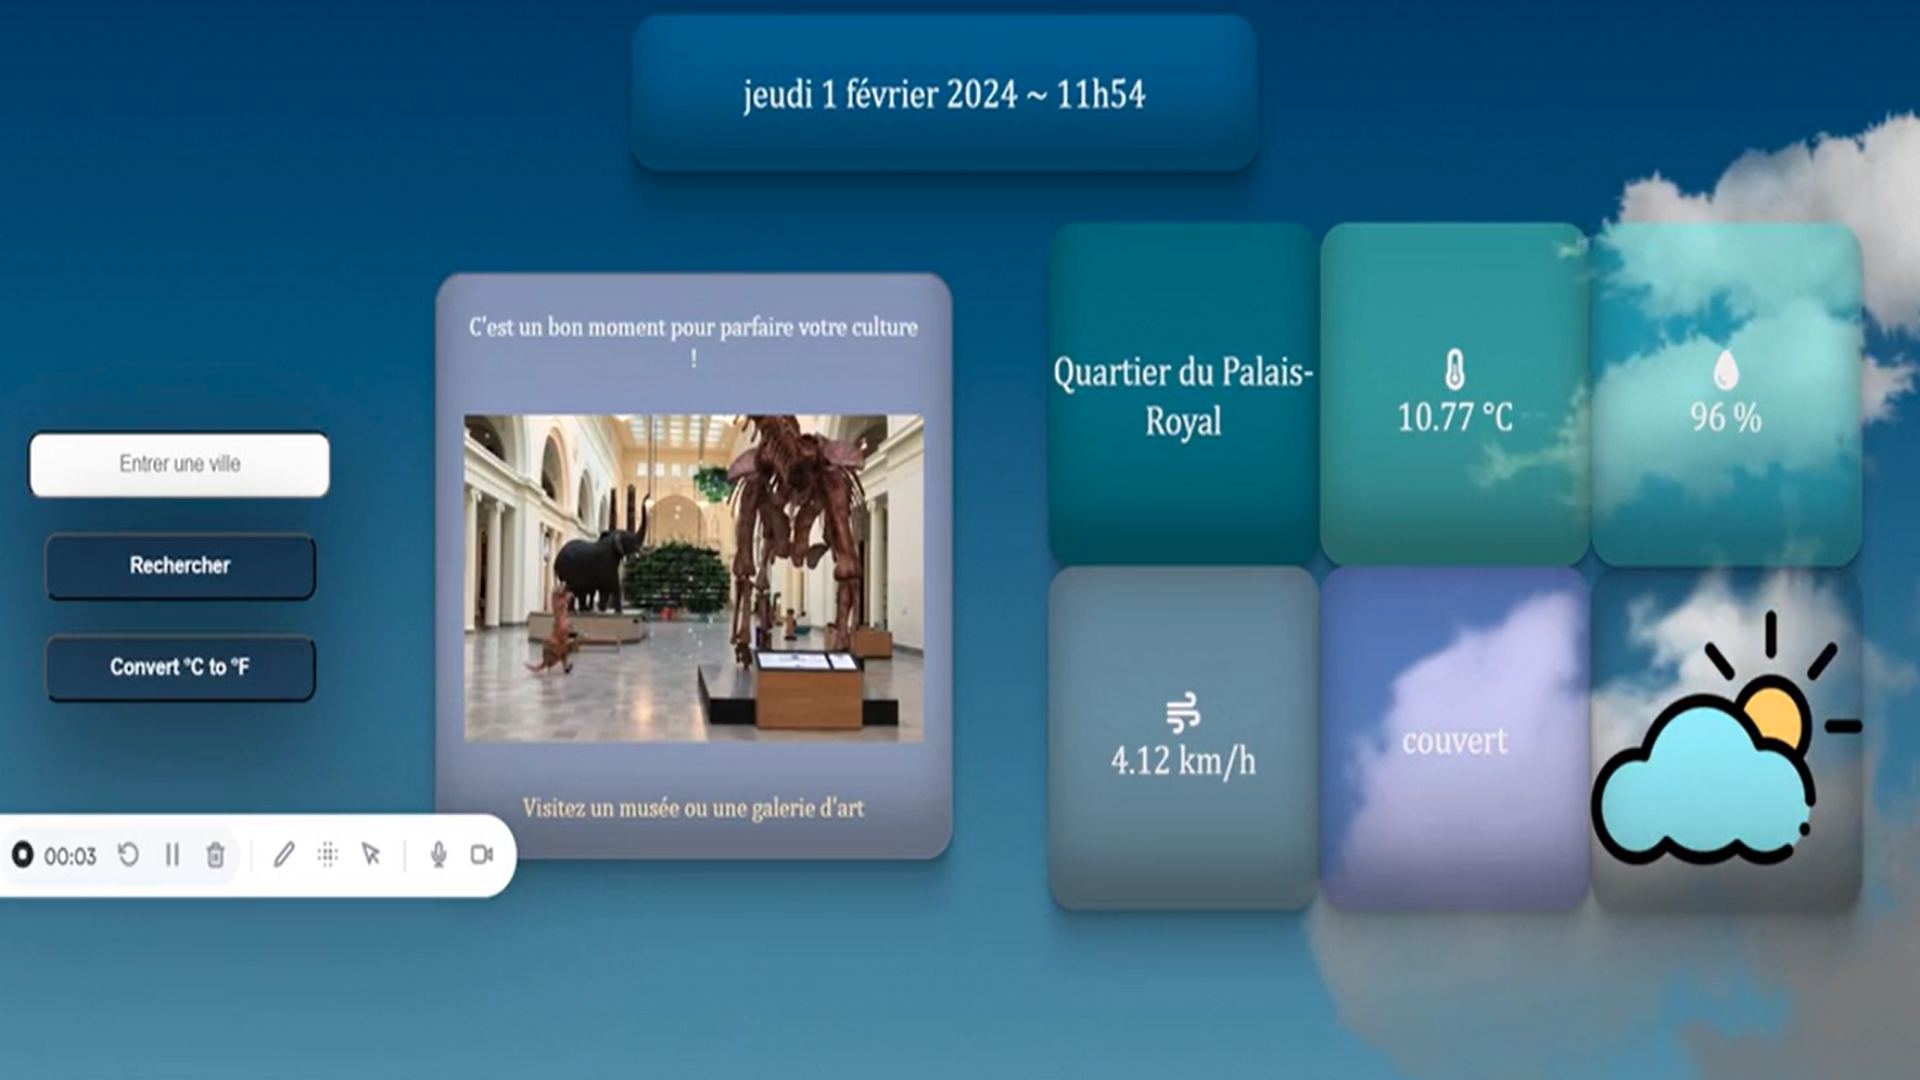 jeudi 1 février 2024 ~ 11h54
C'est un bon moment pour parfaire votre culture
!
Visitez un musée ou une galerie d'art
Entrer une ville
Rechercher
Convert °C to °F
00:03
Quartier du Palais-
Royal
10.77 °C
96 %
4.12 km/h
couvert